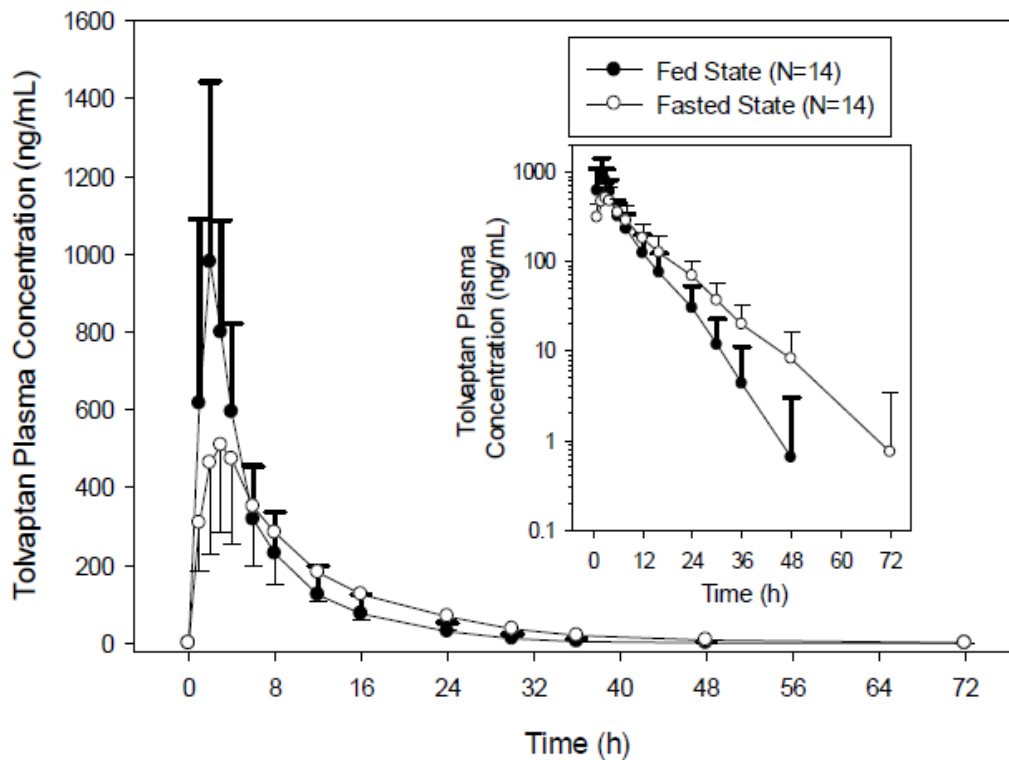 1600
1400
1200
1000
800
600
400
200
0
Tolvaptan Plasma Concentration (ng/mL)
0 8 16 24 32 40 48 56 64 72
Time (h)
Fed State (N=14)
Fasted State (N=14)
1000
100
10
1
0.1
Tolvaptan Plasma
Concentration (ng/mL)
0 12 24 36 48 60 72
Time (h)